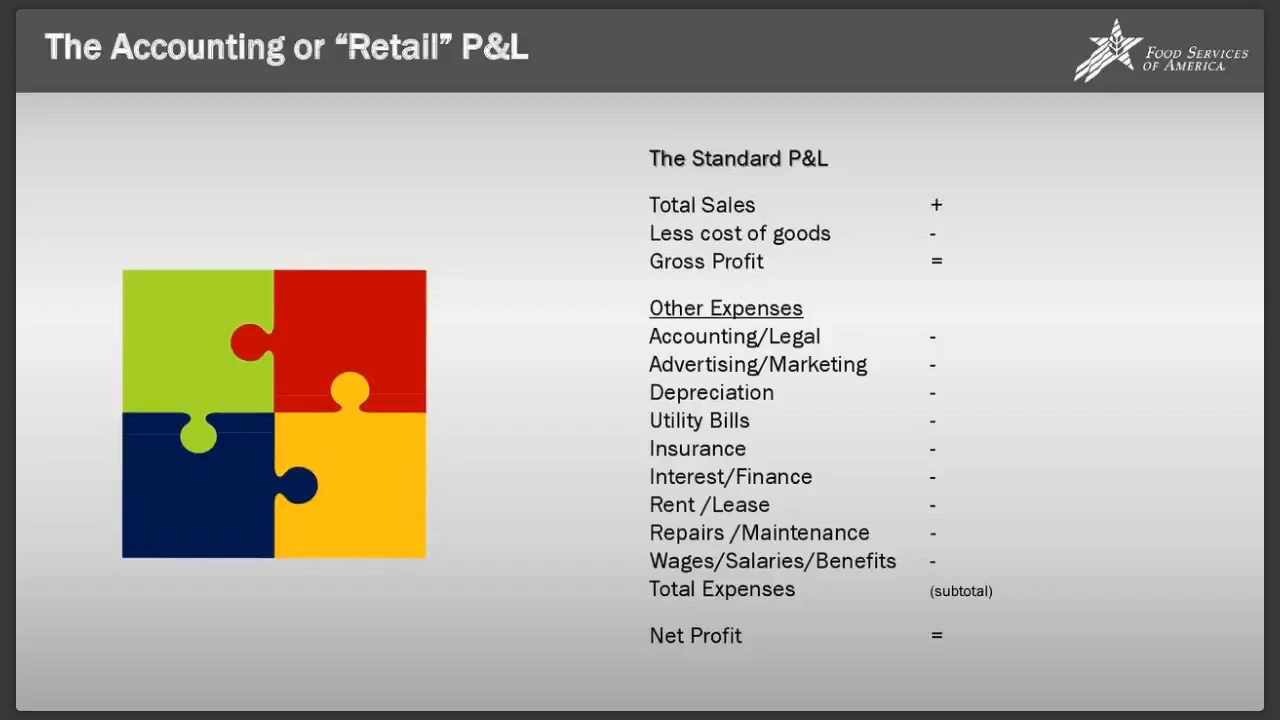 The Accounting or “Retail” P&L
FOOD SERVICES
OF AMERICA.
The Standard P&L
Total Sales +
Less cost of goods -
Gross Profit =
Other Expenses
Accounting/Legal -
Advertising/Marketing -
Depreciation -
Utility Bills -
Insurance -
Interest/Finance -
Rent /Lease -
Repairs /Maintenance -
Wages/Salaries/Benefits -
Total Expenses (subtotal)
Net Profit =